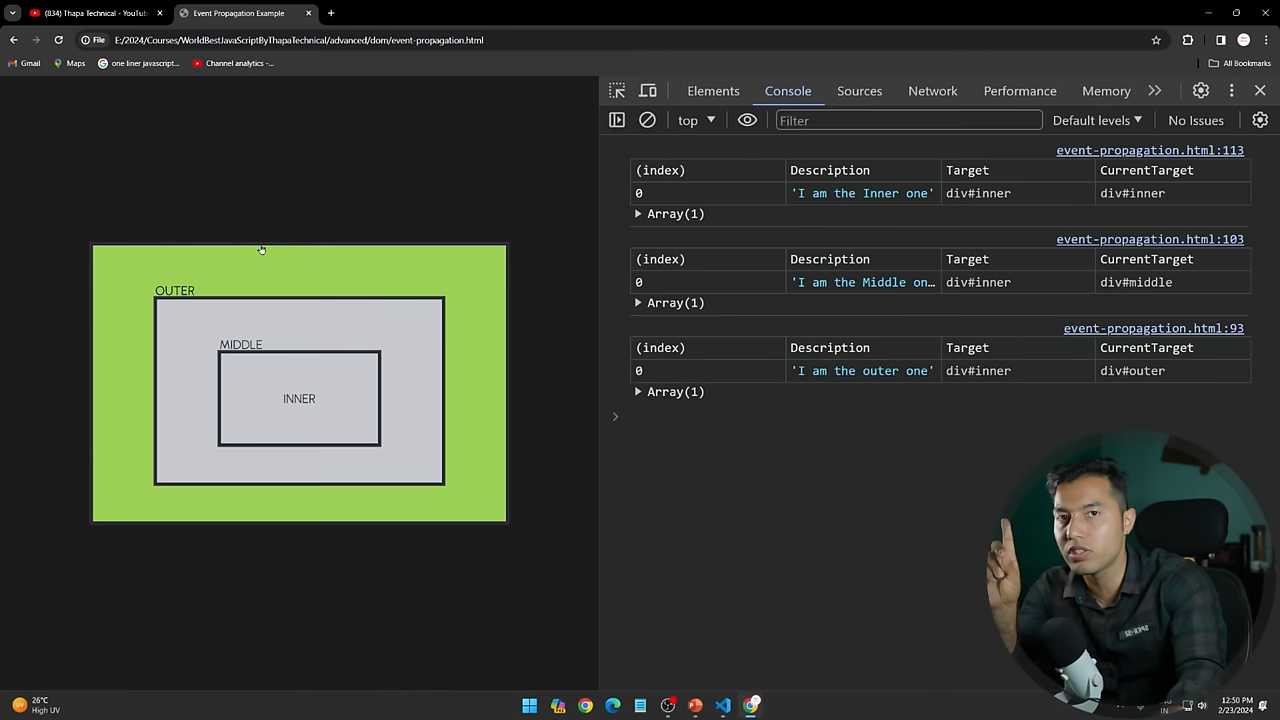 (834) Thapa Technical - YouTub
Event Propagation Example
File
E:/2024/Courses/WorldBestJavaScriptByThapaTechnical/advanced/dom/event-propagation.html
Gmail
Maps
one liner javascript...
Channel analytics -...
All Bookmarks
Elements
Console
Sources
Network
Performance
Memory
top
Filter
Default levels
No Issues
event-propagation.html:113
(index) Description Target CurrentTarget
0 'I am the Inner one' div#inner div#inner
Array(1)
event-propagation.html:103
(index) Description Target CurrentTarget
0 'I am the Middle on… div#inner div#middle
Array(1)
event-propagation.html:93
(index) Description Target CurrentTarget
0 'I am the outer one' div#inner div#outer
Array(1)
OUTER
MIDDLE
INNER
26°C
High UV
IN
12:50 PM
2/23/2024